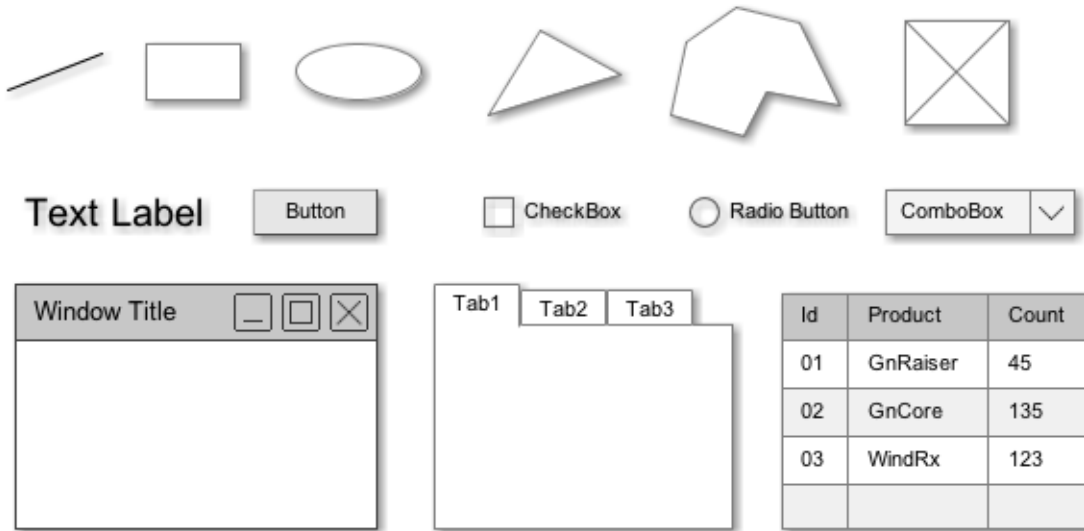 Text Label
Button
CheckBox
Radio Button
ComboBox
Window Title
Tab1 Tab2 Tab3
Id Product Count
01 GnRaiser 45
02 GnCore 135
03 WindRx 123